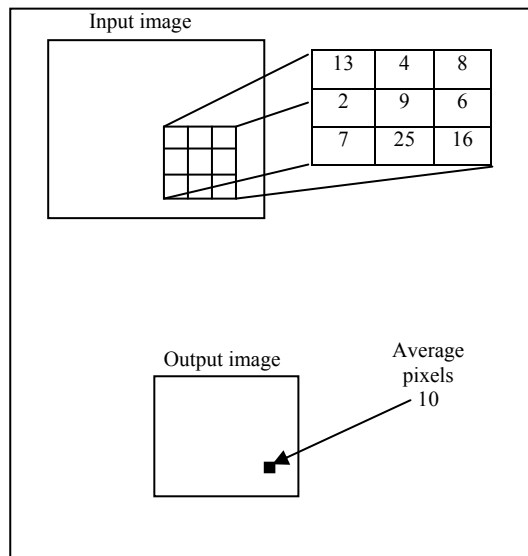 Input image
13 4 8
2 9 6
7 25 16
Output image
Average
pixels
10